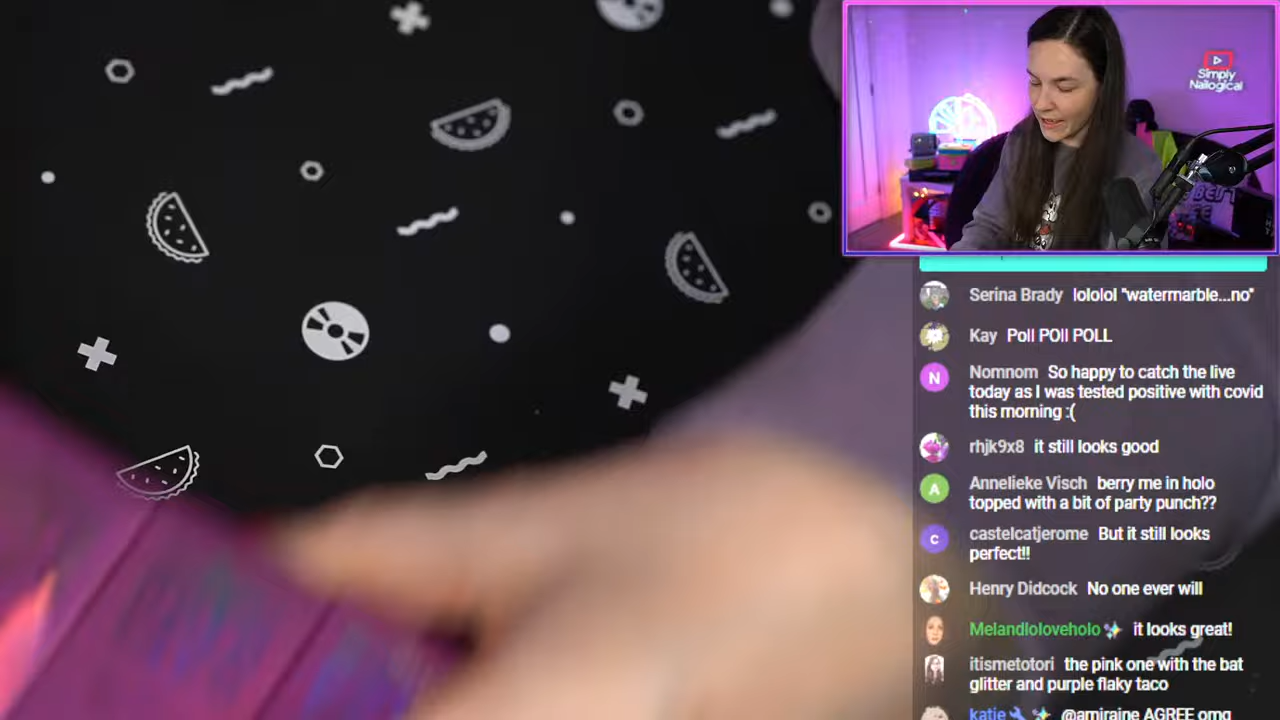 Simply
Nailogical
BEST
Serina Brady lololol "watermarble...no"
Kay Poll POll POLL
Nomnom So happy to catch the live
today as I was tested positive with covid
this morning :(
rhjk9x8 it still looks good
Annelieke Visch berry me in holo
topped with a bit of party punch??
castelcatjerome But it still looks
perfect!!
Henry Didcock No one ever will
Melandloloveholo it looks great!
itismetotori the pink one with the bat
glitter and purple flaky taco
katie @amiraine AGREE omg